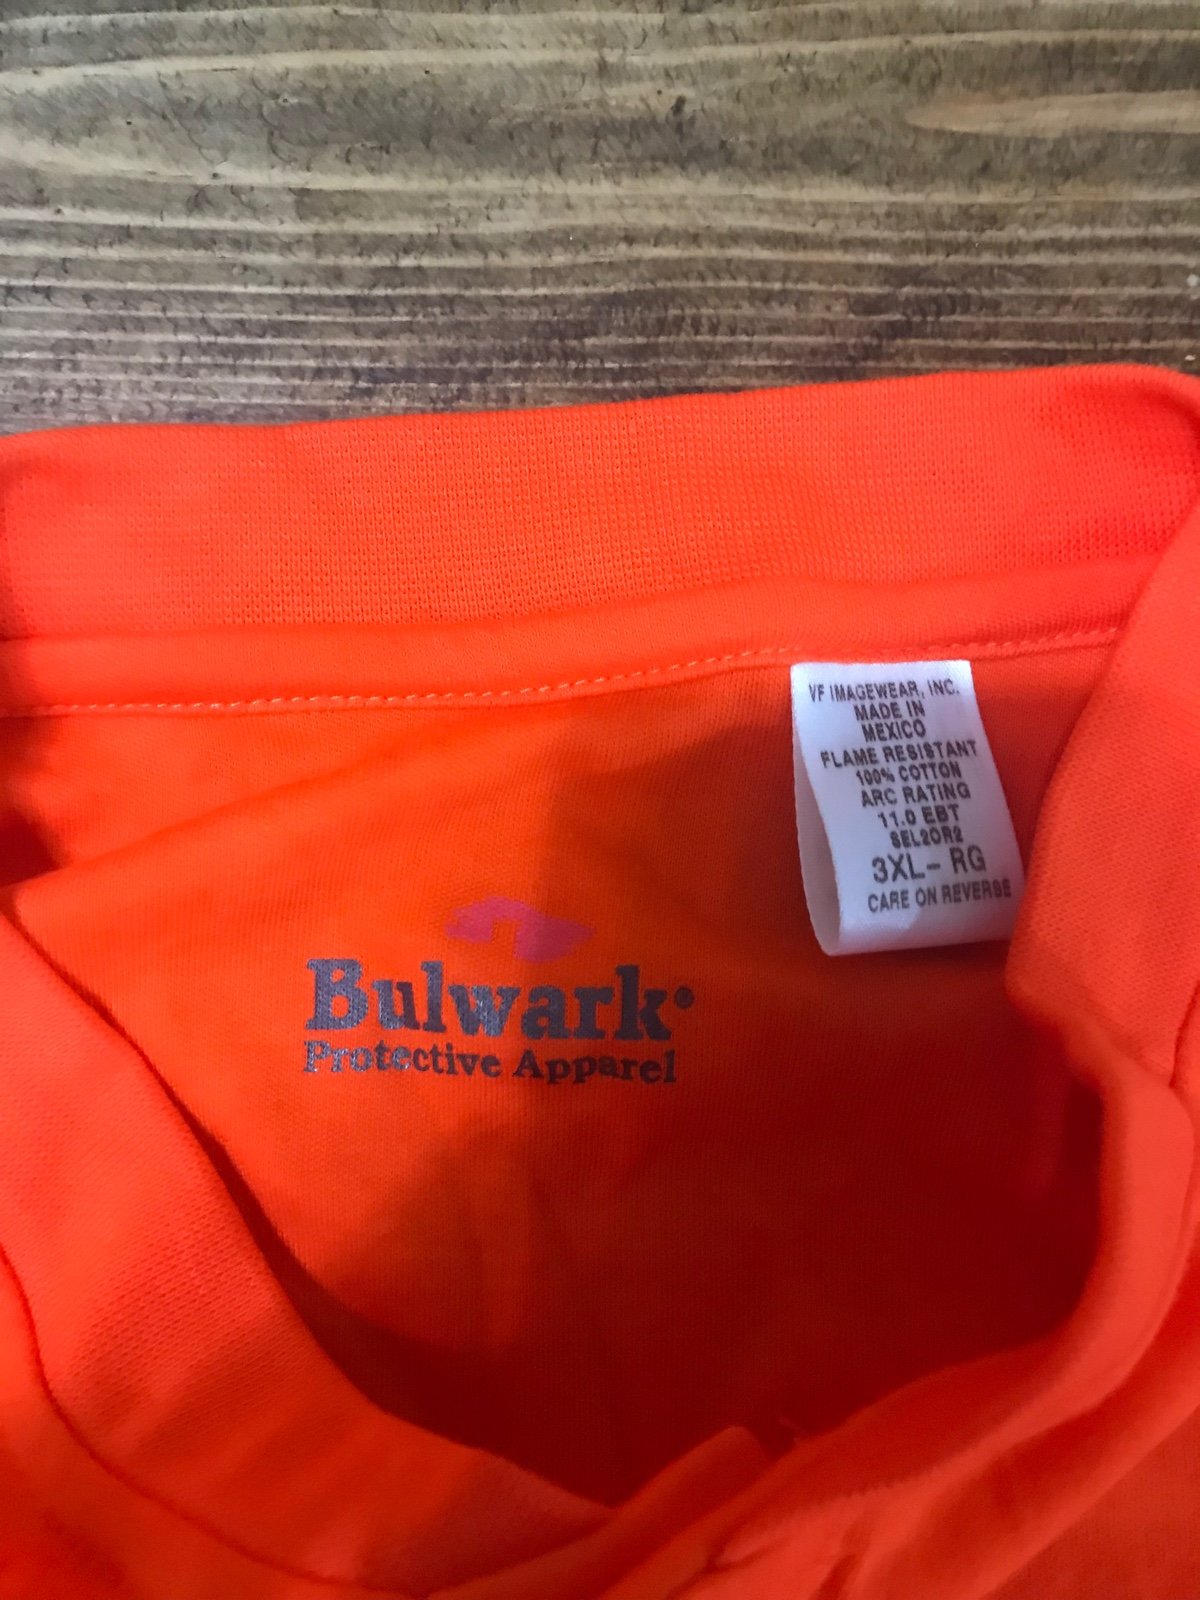 VF IMAGEWEAR, INC.
MADE IN
MEXICO
FLAME RESISTANT
100% COTTON
ARC RATING
11.0 EBT
SEL2OR2
3XL- RG
CARE ON REVERSE
Bulwark®
Protective Apparel